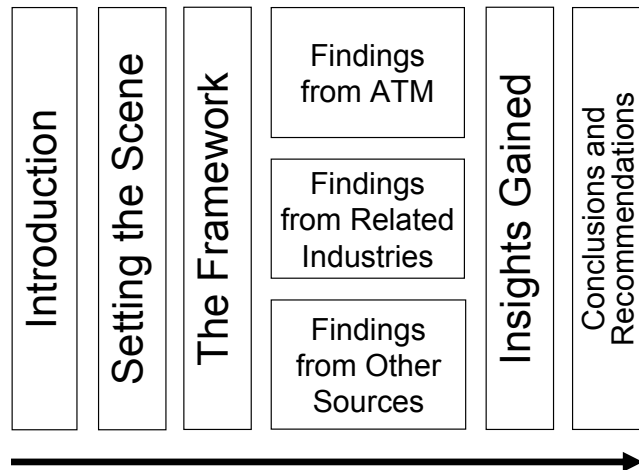 Introduction
Setting the Scene
The Framework
Findings
from ATM
Findings
from Related
Industries
Findings
from Other
Sources
Insights Gained
Conclusions and
Recommendations